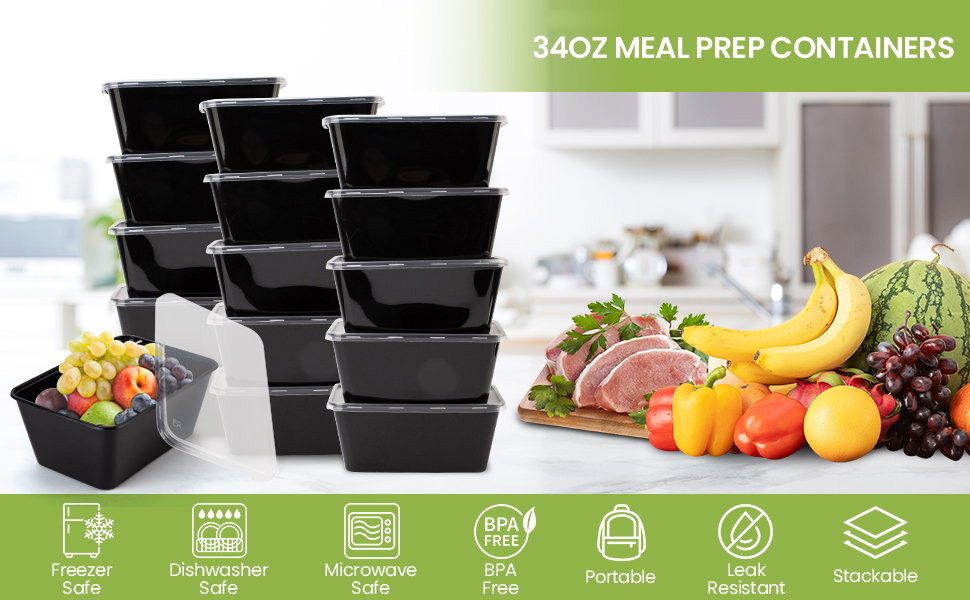 34OZ MEAL PREP CONTAINERS
BPA
FREE
Freezer
Safe
Dishwasher
Safe
Microwave
Safe
BPA
Free
Portable
Leak
Resistant
Stackable